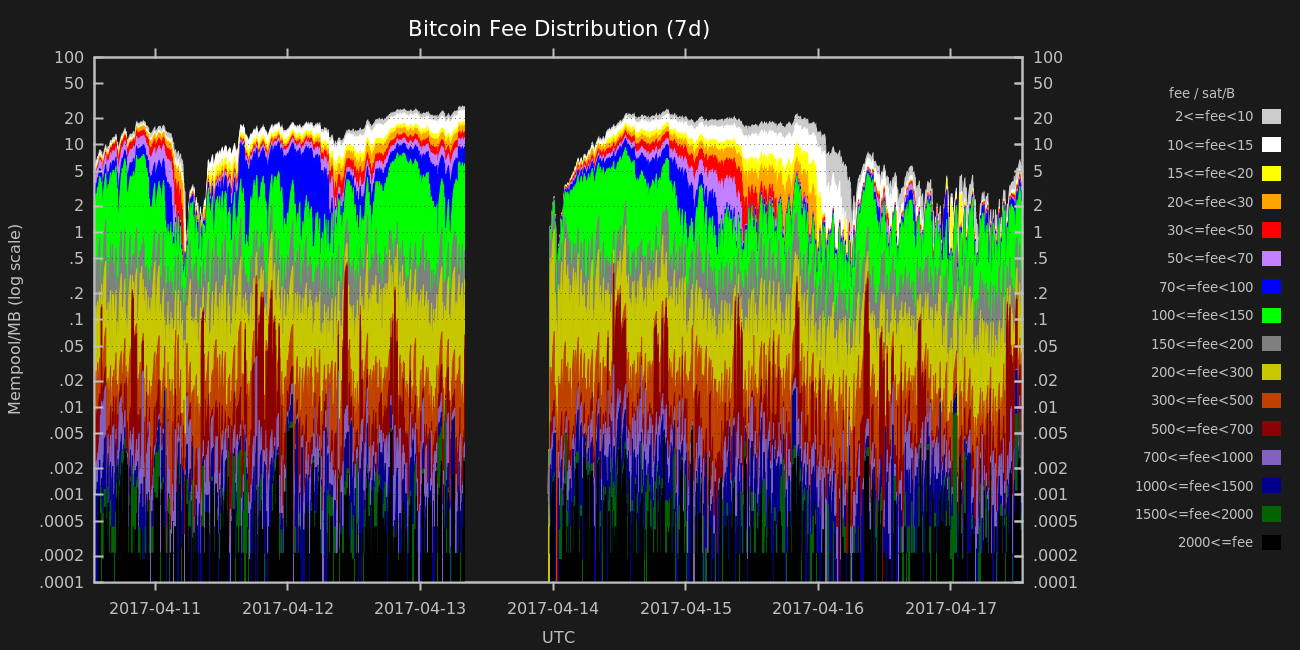 Bitcoin Fee Distribution (7d)
Mempool/MB (log scale)
100
50
20
10
5
2
1
.5
.2
.1
.05
.02
.01
.005
.002
.001
.0005
.0002
.0001
100
50
20
10
5
2
1
.5
.2
.1
.05
.02
.01
.005
.002
.001
.0005
.0002
.0001
2017-04-11 2017-04-12 2017-04-13 2017-04-14 2017-04-15 2017-04-16 2017-04-17
UTC
fee / sat/B
2<=fee<10
10<=fee<15
15<=fee<20
20<=fee<30
30<=fee<50
50<=fee<70
70<=fee<100
100<=fee<150
150<=fee<200
200<=fee<300
300<=fee<500
500<=fee<700
700<=fee<1000
1000<=fee<1500
1500<=fee<2000
2000<=fee